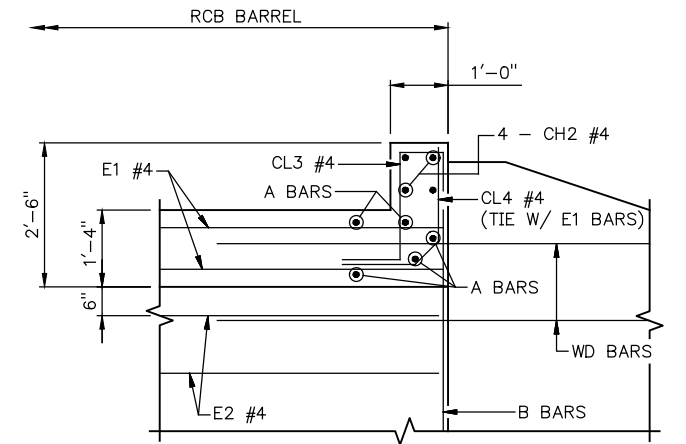 RCB BARREL
1'-0"
4 - CH2 #4
CL3 #4
E1 #4
A BARS
CL4 #4
(TIE W/ E1 BARS)
2'-6"
1'-4"
6"
A BARS
WD BARS
E2 #4
B BARS